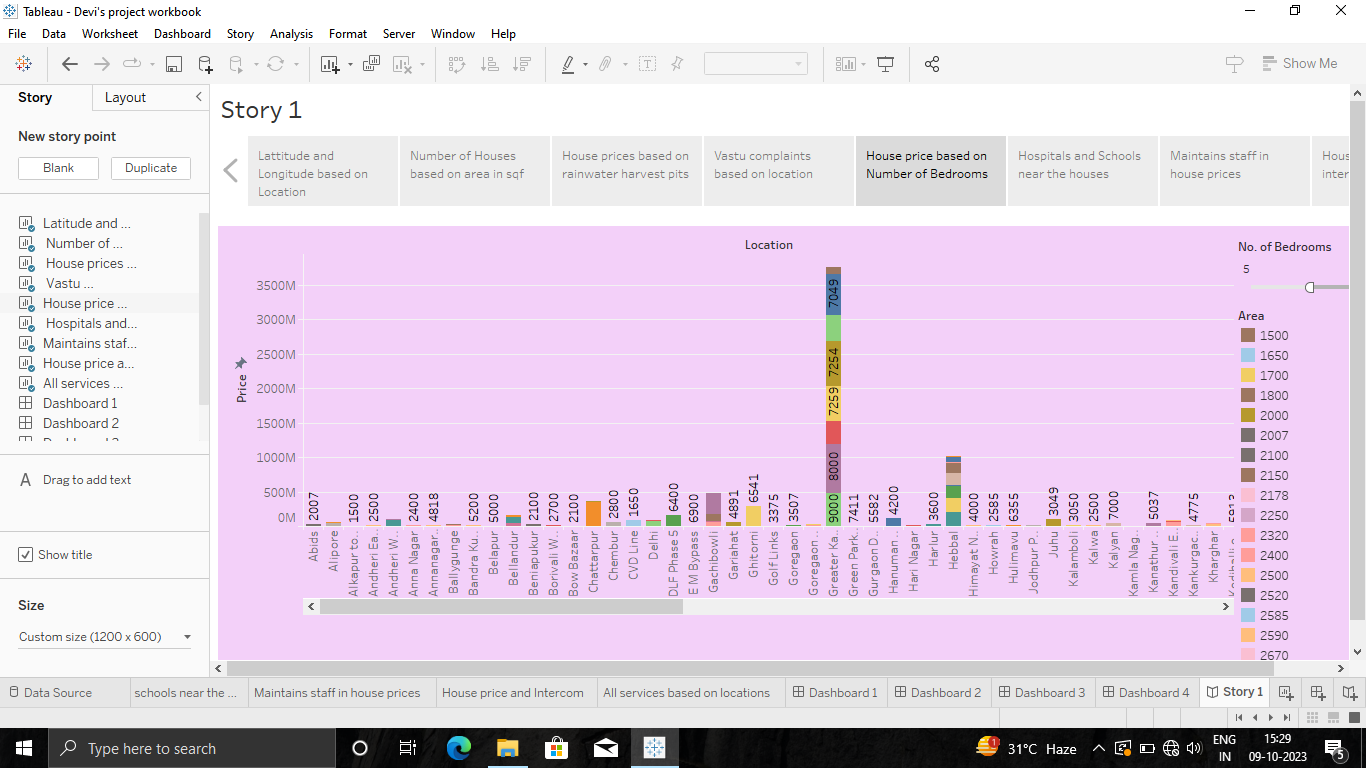 Tableau - Devi's project workbook
File Data Worksheet Dashboard Story Analysis Format Server Window Help
Show Me
Story Layout
New story point
Blank Duplicate
Latitude and ...
Number of ...
House prices ...
Vastu ...
House price ...
Hospitals and...
Maintains staf...
House price a...
All services ...
Dashboard 1
Dashboard 2
A Drag to add text
Show title
Size
Custom size (1200 x 600)
Story 1
Lattitude and
Longitude based on
Location
Number of Houses
based on area in sqf
House prices based on
rainwater harvest pits
Vastu complaints
based on location
House price based on
Number of Bedrooms
Hospitals and Schools
near the houses
Maintains staff in
house prices
Hous
inter
Location
Price
3500M
3000M
2500M
2000M
1500M
1000M
500M
0M
2007
1500
2500
2400
4818
5200
5000
2100
2700
2100
2800
1650
6400
6900
4891
6541
3375
3507
7049
7254
7259
8000
9000
7411
5582
4200
3600
4000
2585
6355
3049
3050
2500
7000
5037
4775
Abids
Alipore
Alkapur to..
Andheri Ea..
Andheri W..
Anna Nagar
Annanagar..
Ballygunge
Bandra Ku..
Belapur
Bellandur
Beniapukur
Borivali W..
Bow Bazaar
Chattarpur
Chembur
CVD Line
Delhi
DLF Phase 5
E M Bypass
Gachibowli
Gariahat
Ghitorni
Golf Links
Goregaon
Goregaon ..
Greater Ka..
Green Park..
Gurgaon D..
Hanuman ..
Hari Nagar
Harlur
Hebbal
Himayat N..
Howrah
Hulimavu
Jodhpur P..
Juhu
Kalamboli
Kalwa
Kalyan
Kamla Nag..
Kanathur ..
Kandivali E..
Kankurgac..
Kharghar
No. of Bedrooms
5
Area
1500
1650
1700
1800
2000
2007
2100
2150
2178
2250
2320
2400
2500
2520
2585
2590
2670
Data Source schools near the ... Maintains staff in house prices House price and Intercom All services based on locations Dashboard 1 Dashboard 2 Dashboard 3 Dashboard 4 Story 1
Type here to search
1
31°C Haze
ENG
IN
15:29
09-10-2023
5